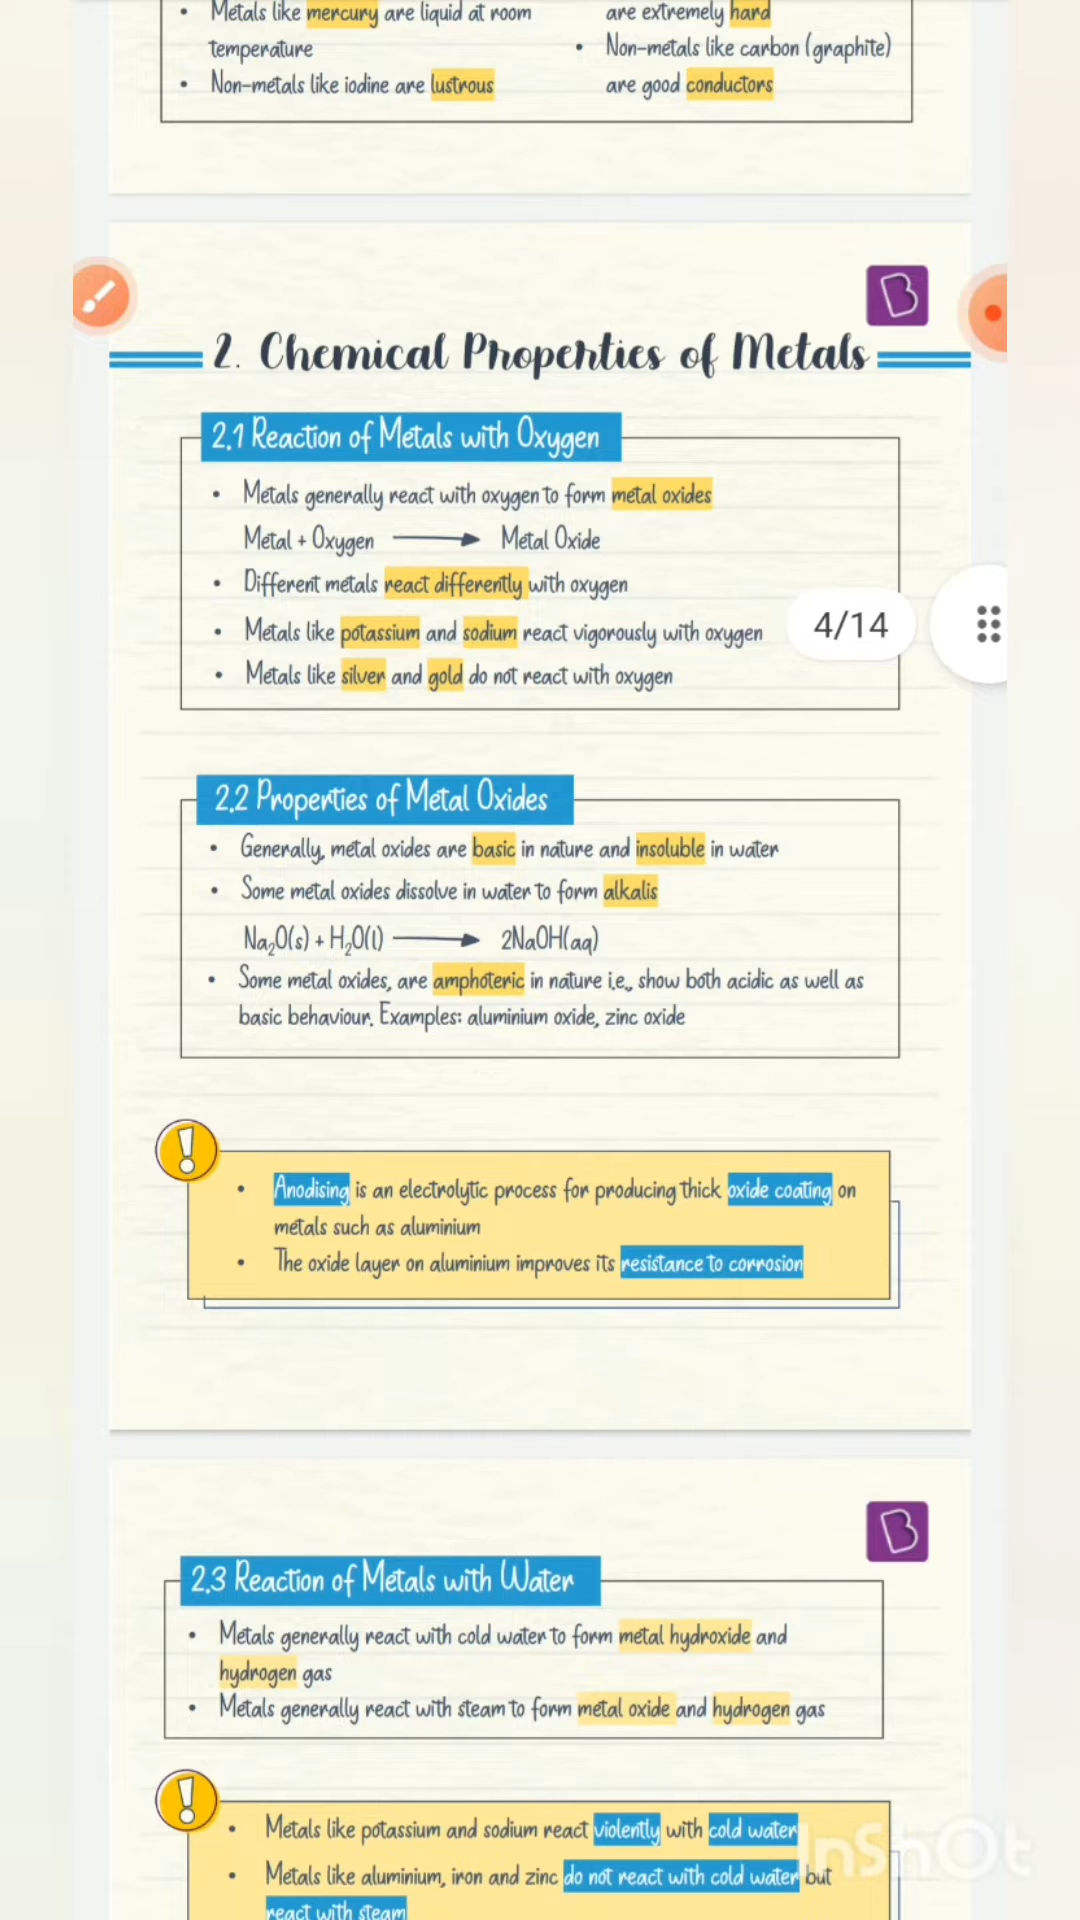 • Metals like mercury are liquid at room
temperature
• Non-metals like iodine are lustrous
are extremely hard
• Non-metals like carbon (graphite)
are good conductors
B
2. Chemical Properties of Metals
2.1 Reaction of Metals with Oxygen
• Metals generally react with oxygen to form metal oxides
Metal + Oxygen ⟶ Metal Oxide
• Different metals react differently with oxygen
• Metals like potassium and sodium react vigorously with oxygen
4/14
• Metals like silver and gold do not react with oxygen
2.2 Properties of Metal Oxides
• Generally, metal oxides are basic in nature and insoluble in water
• Some metal oxides dissolve in water to form alkalis
Na₂O(s) + H₂O(l) ⟶ 2NaOH(aq)
• Some metal oxides, are amphoteric in nature i.e., show both acidic as well as
basic behaviour. Examples: aluminium oxide, zinc oxide
!
• Anodising is an electrolytic process for producing thick oxide coating on
metals such as aluminium
• The oxide layer on aluminium improves its resistance to corrosion
B
2.3 Reaction of Metals with Water
• Metals generally react with cold water to form metal hydroxide and
hydrogen gas
• Metals generally react with steam to form metal oxide and hydrogen gas
!
• Metals like potassium and sodium react violently with cold water
InShOt
• Metals like aluminium, iron and zinc do not react with cold water but
react with steam